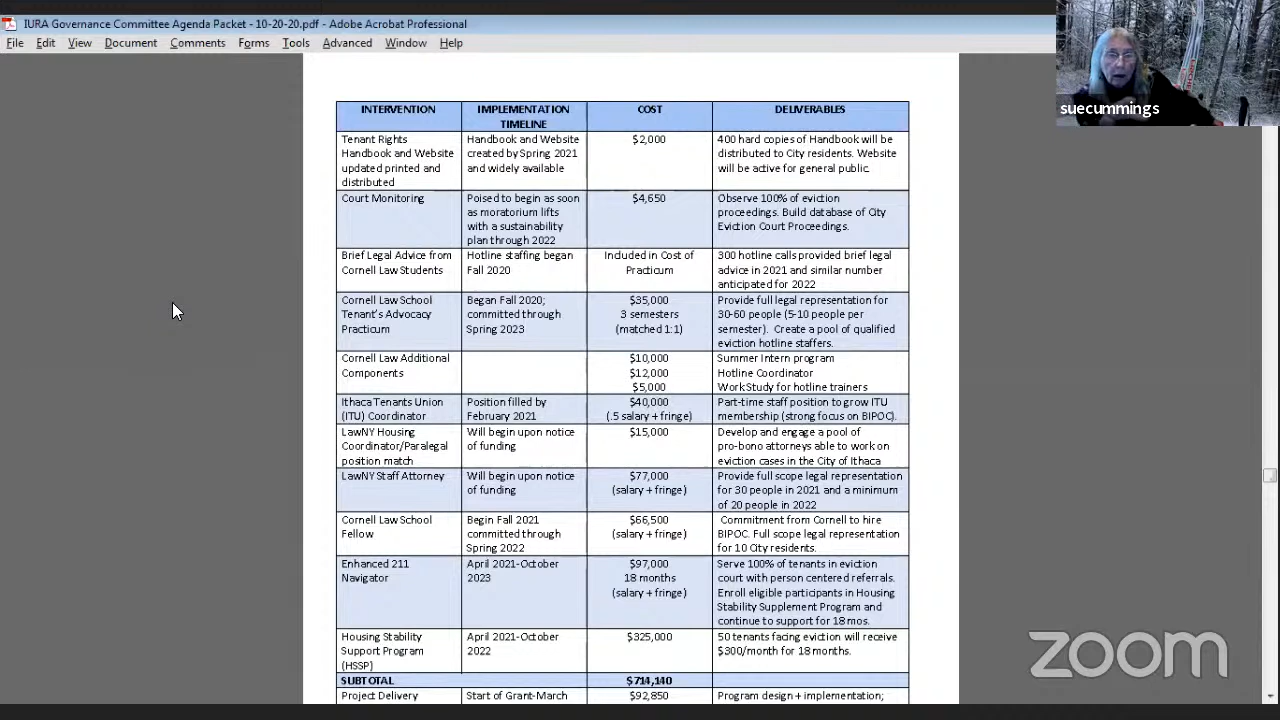 IURA Governance Committee Agenda Packet - 10-20-20.pdf - Adobe Acrobat Professional
File Edit View Document Comments Forms Tools Advanced Window Help
suecummings
INTERVENTION IMPLEMENTATION TIMELINE COST DELIVERABLES
Tenant Rights Handbook and Website $2,000 400 hard copies of Handbook will be
Handbook and Website created by Spring 2021 distributed to City residents. Website
updated printed and and widely available will be active for general public.
distributed
Court Monitoring Poised to begin as soon $4,650 Observe 100% of eviction
as moratorium lifts proceedings. Build database of City
with a sustainability Eviction Court Proceedings.
plan through 2022
Brief Legal Advice from Hotline staffing began Included in Cost of 300 hotline calls provided brief legal
Cornell Law Students Fall 2020 Practicum advice in 2021 and similar number
anticipated for 2022
Cornell Law School Began Fall 2020; $35,000 Provide full legal representation for
Tenant's Advocacy committed through 3 semesters 30-60 people (5-10 people per
Practicum Spring 2023 (matched 1:1) semester). Create a pool of qualified
eviction hotline staffers.
Cornell Law Additional $10,000 Summer Intern program
Components $12,000 Hotline Coordinator
$5,000 Work Study for hotline trainers
Ithaca Tenants Union Position filled by $40,000 Part-time staff position to grow ITU
(ITU) Coordinator February 2021 (.5 salary + fringe) membership (strong focus on BIPOC).
LawNY Housing Will begin upon notice $15,000 Develop and engage a pool of
Coordinator/Paralegal of funding pro-bono attorneys able to work on
position match eviction cases in the City of Ithaca
LawNY Staff Attorney Will begin upon notice $77,000 Provide full scope legal representation
of funding (salary + fringe) for 30 people in 2021 and a minimum
of 20 people in 2022
Cornell Law School Begin Fall 2021 $66,500 Commitment from Cornell to hire
Fellow committed through (salary + fringe) BIPOC. Full scope legal representation
Spring 2022 for 10 City residents.
Enhanced 211 April 2021-October $97,000 Serve 100% of tenants in eviction
Navigator 2023 18 months court with person centered referrals.
(salary + fringe) Enroll eligible participants in Housing
Stability Supplement Program and
continue to support for 18 mos.
Housing Stability April 2021-October $325,000 50 tenants facing eviction will receive
Support Program 2022 $300/month for 18 months.
(HSSP)
SUBTOTAL $714,140
Project Delivery Start of Grant-March $92,850 Program design + implementation;
zoom